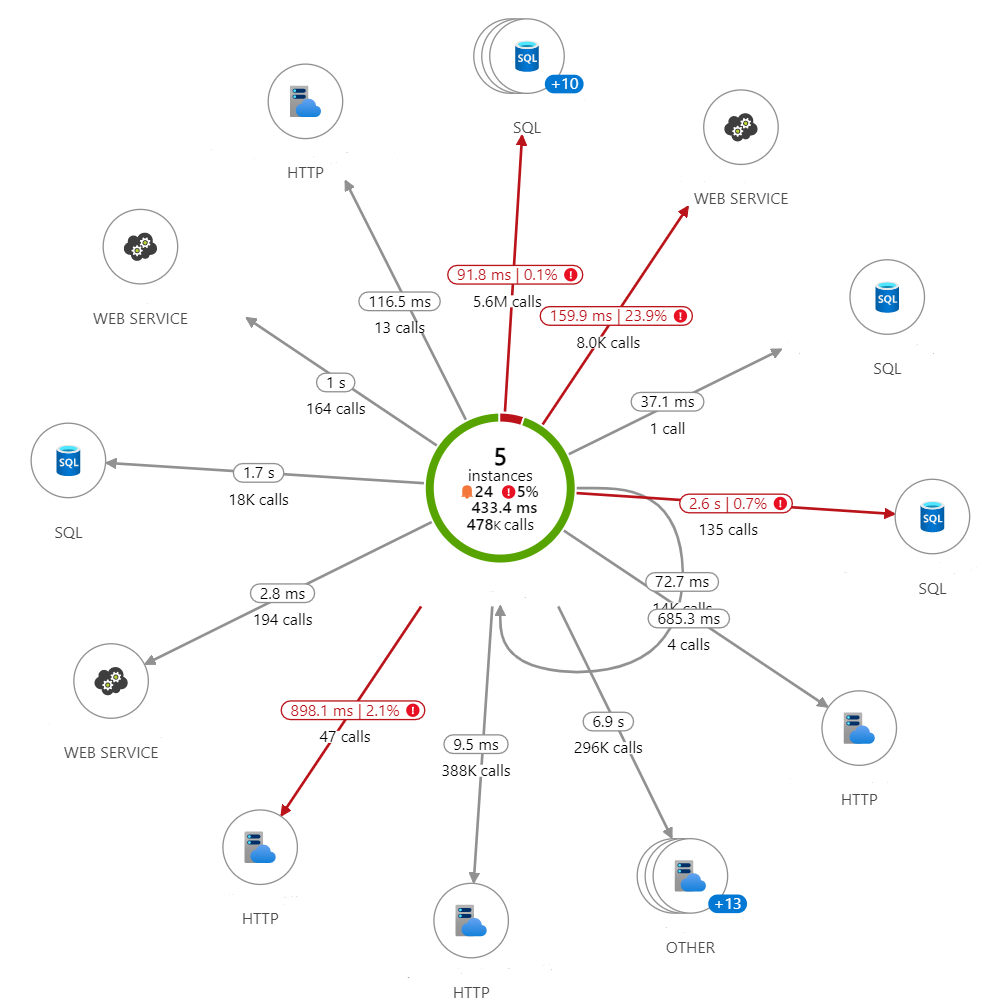 SQL
+10
SQL
HTTP
WEB SERVICE
WEB SERVICE
SQL
SQL
91.8 ms | 0.1%
5.6M calls
116.5 ms
13 calls
159.9 ms | 23.9%
8.0K calls
1 s
164 calls
37.1 ms
1 call
SQL
SQL
1.7 s
18K calls
5
instances
24 5%
433.4 ms
478K calls
2.6 s | 0.7%
135 calls
SQL
SQL
72.7 ms
14K calls
685.3 ms
4 calls
2.8 ms
194 calls
WEB SERVICE
898.1 ms | 2.1%
47 calls
9.5 ms
388K calls
6.9 s
296K calls
HTTP
HTTP
HTTP
+13
OTHER